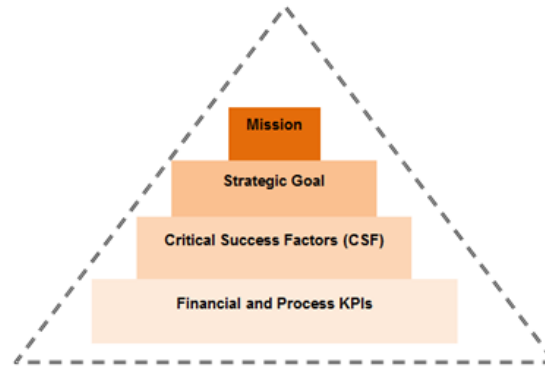 Mission
Strategic Goal
Critical Success Factors (CSF)
Financial and Process KPIs